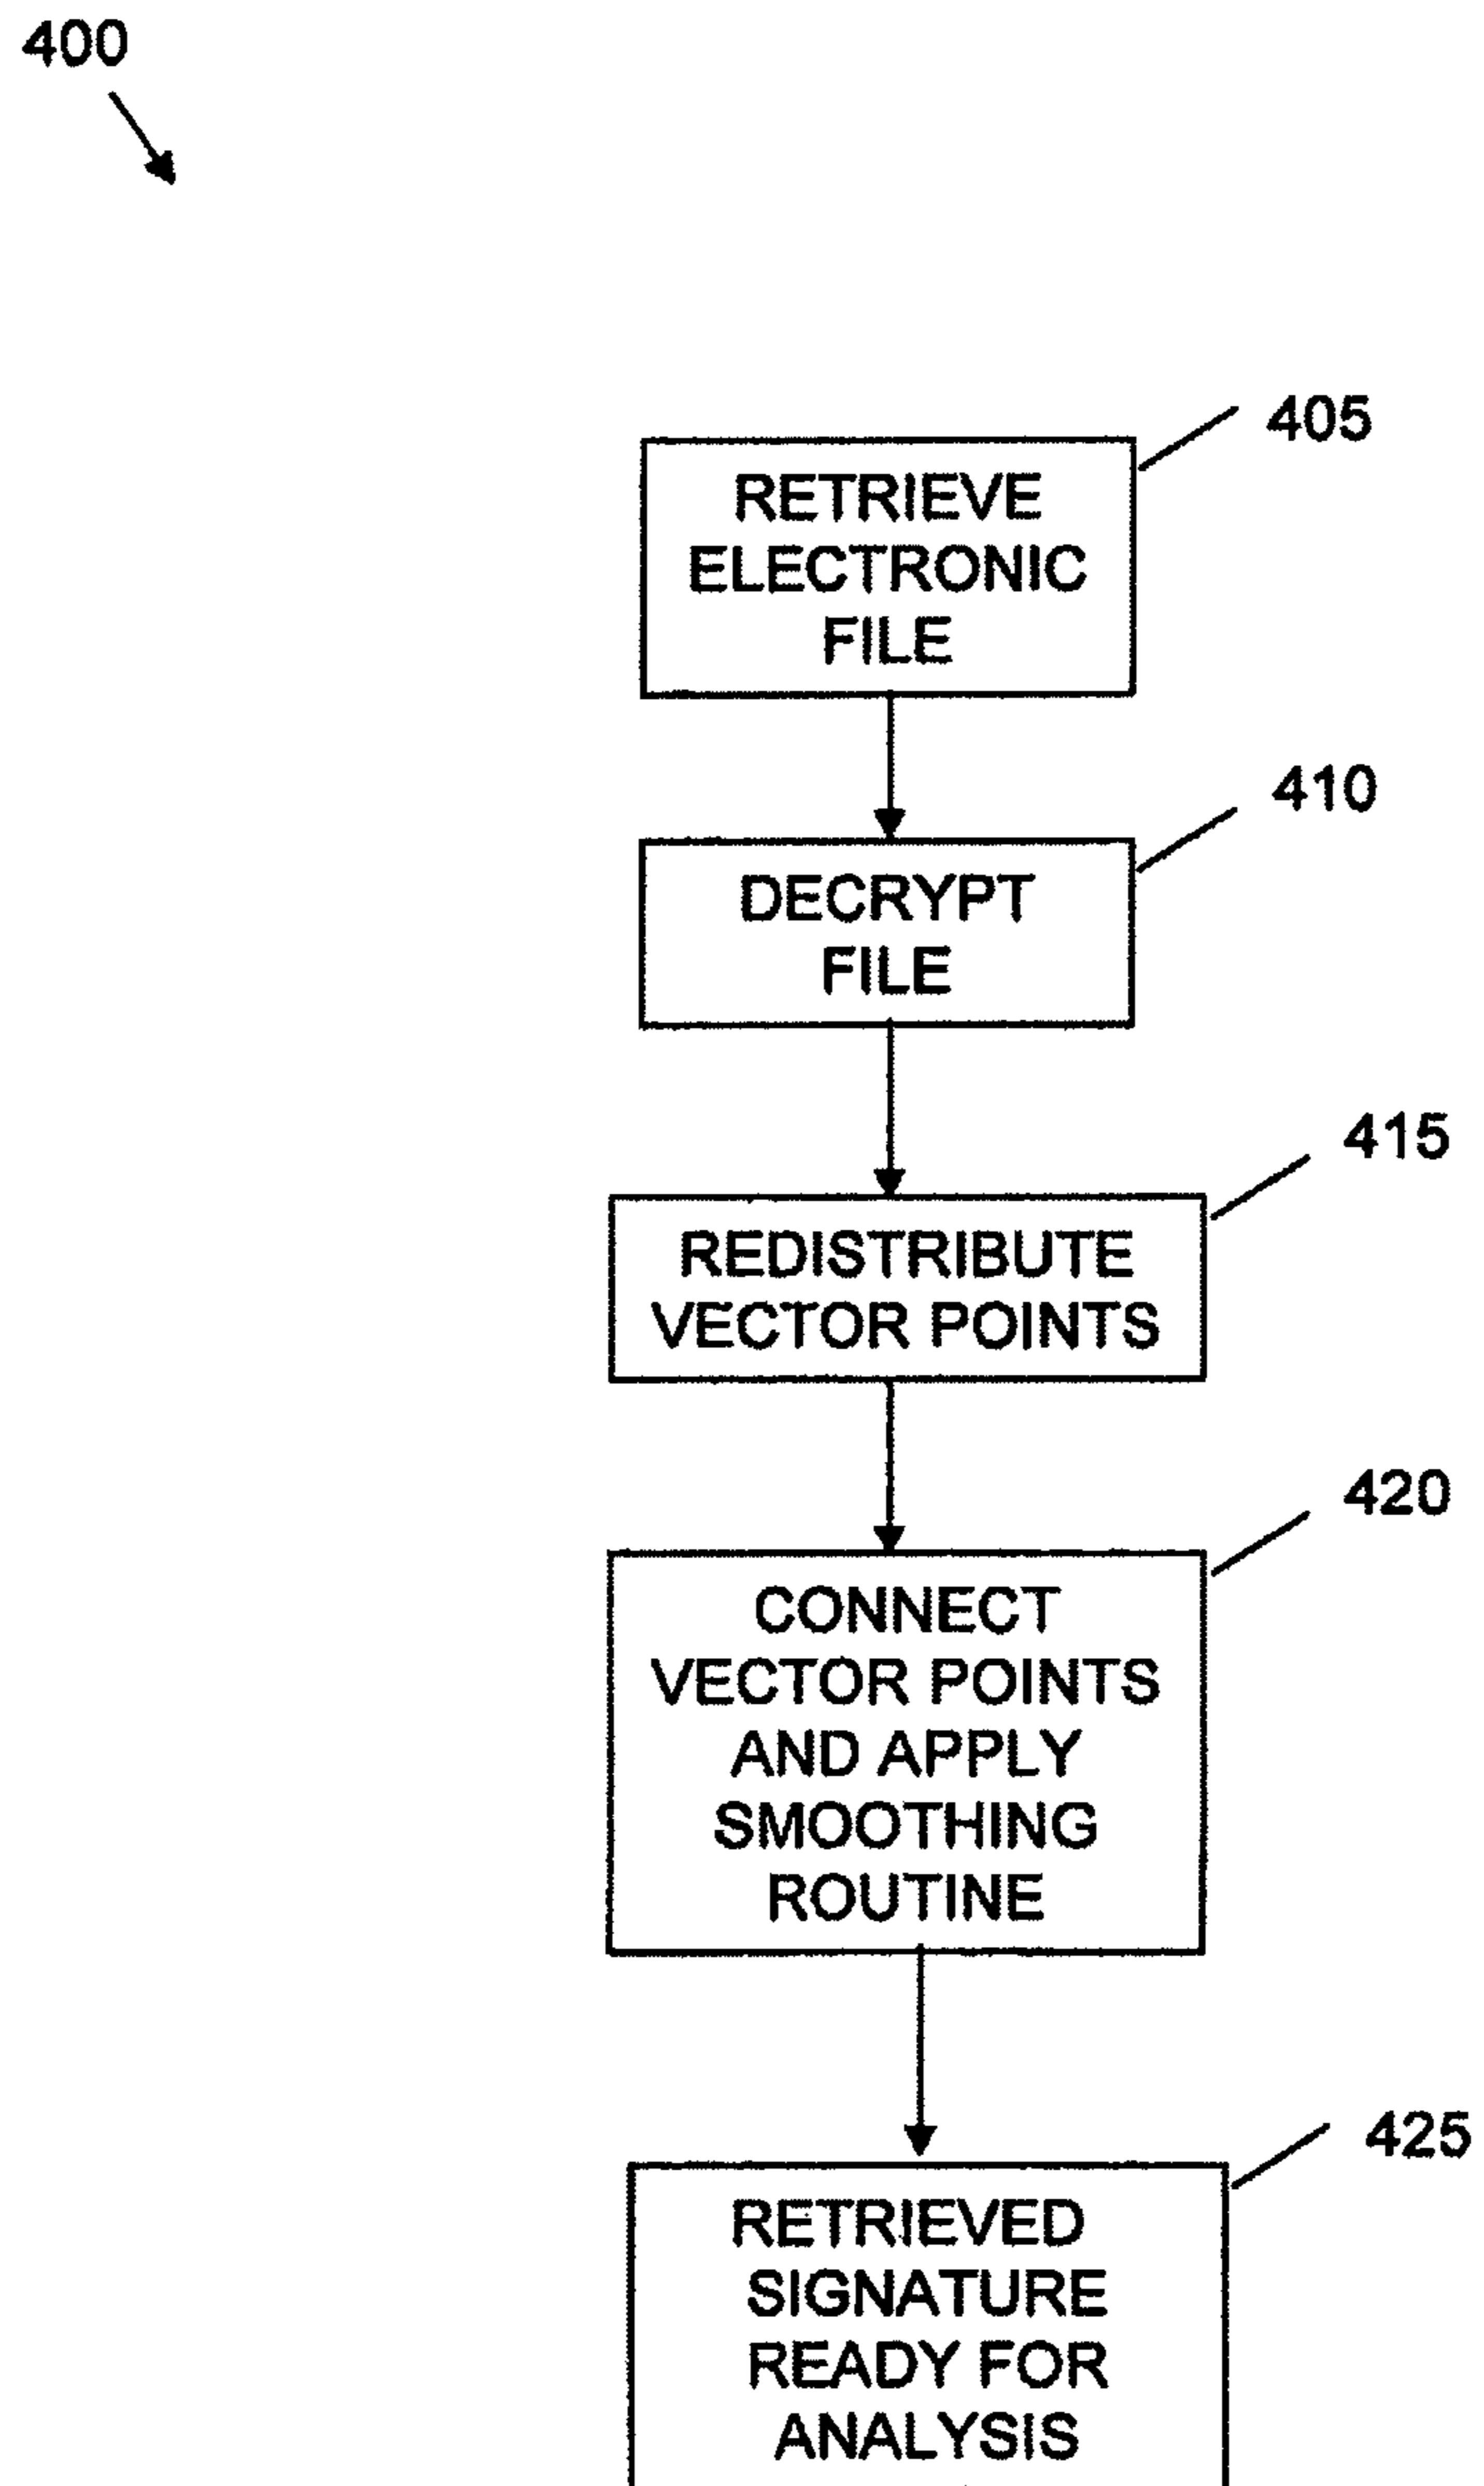 400
405
RETRIEVE
ELECTRONIC
FILE
410
DECRYPT
FILE
415
REDISTRIBUTE
VECTOR POINTS
420
CONNECT
VECTOR POINTS
AND APPLY
SMOOTHING
ROUTINE
425
RETRIEVED
SIGNATURE
READY FOR
ANALYSIS